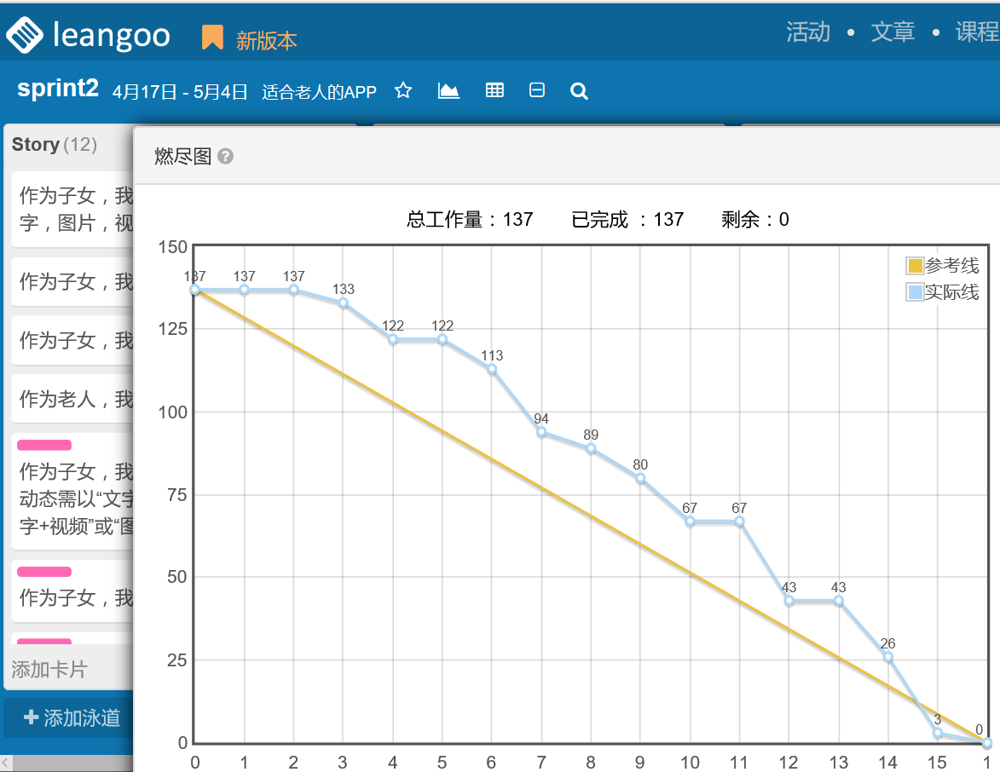 leangoo 新版本 活动 • 文章 • 课程
sprint2 4月17日 - 5月4日 适合老人的APP
Story (12)
作为子女，我
字，图片，视
作为子女，我
作为子女，我
作为老人，我
作为子女，我
动态需以“文字
字+视频”或“图
作为子女，我
添加卡片
添加泳道
燃尽图 ?
总工作量：137 已完成 ：137 剩余：0
参考线
实际线
150
125
100
75
50
25
0
137 137 137 133 122 122 113 94 89 80 67 67 43 43 26 3 0
0 1 2 3 4 5 6 7 8 9 10 11 12 13 14 15 1